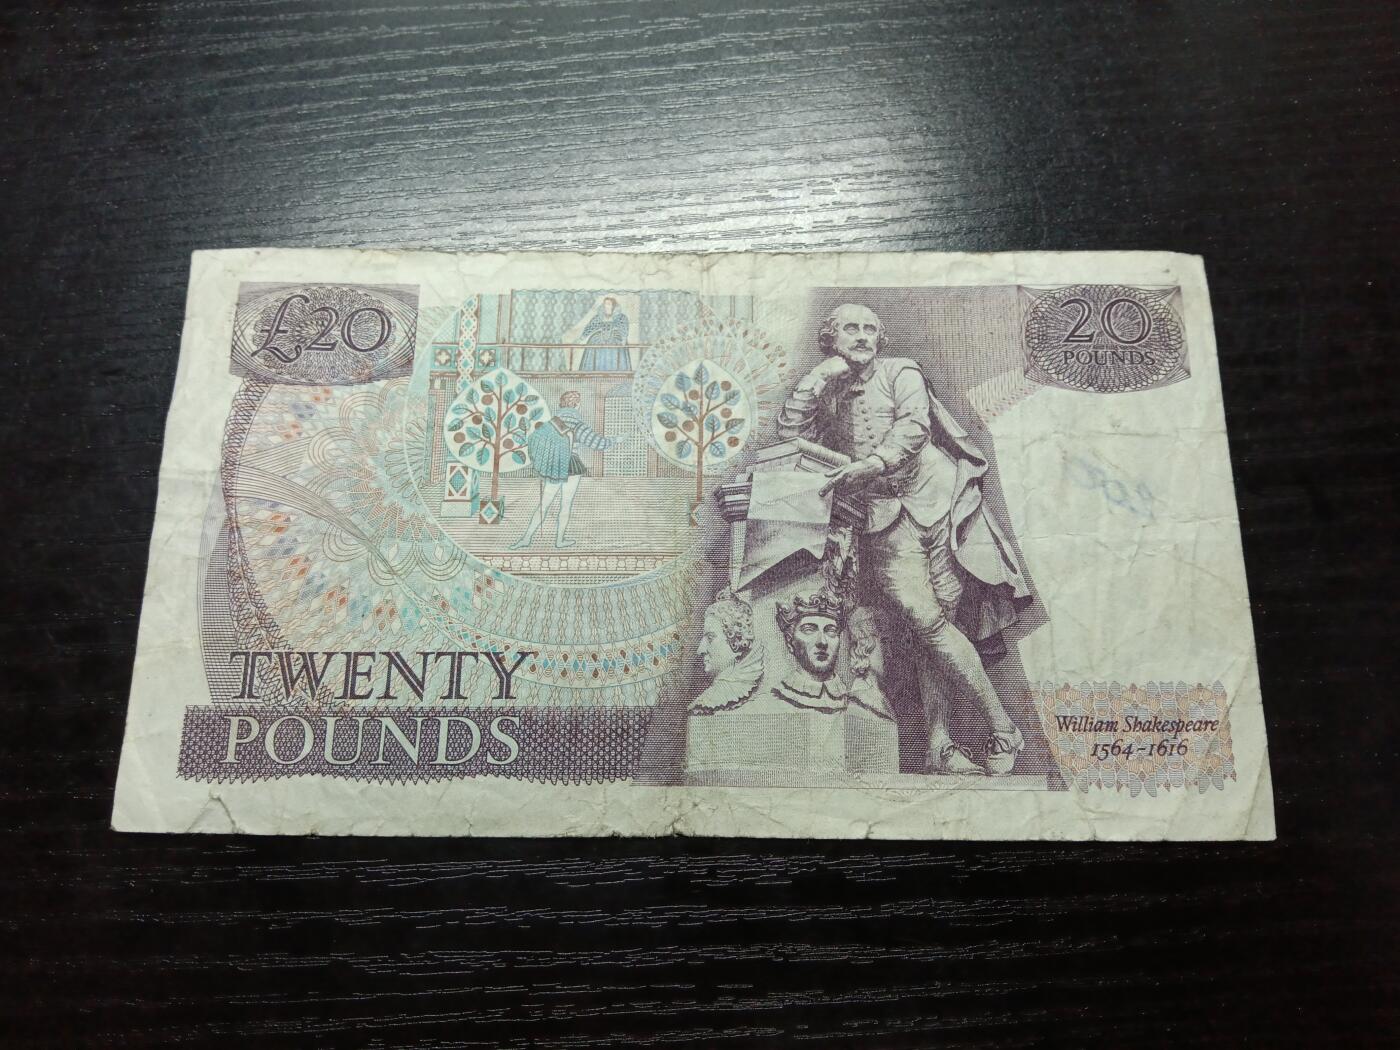 £20
20
POUNDS
TWENTY
POUNDS
William Shakespeare
1564-1616